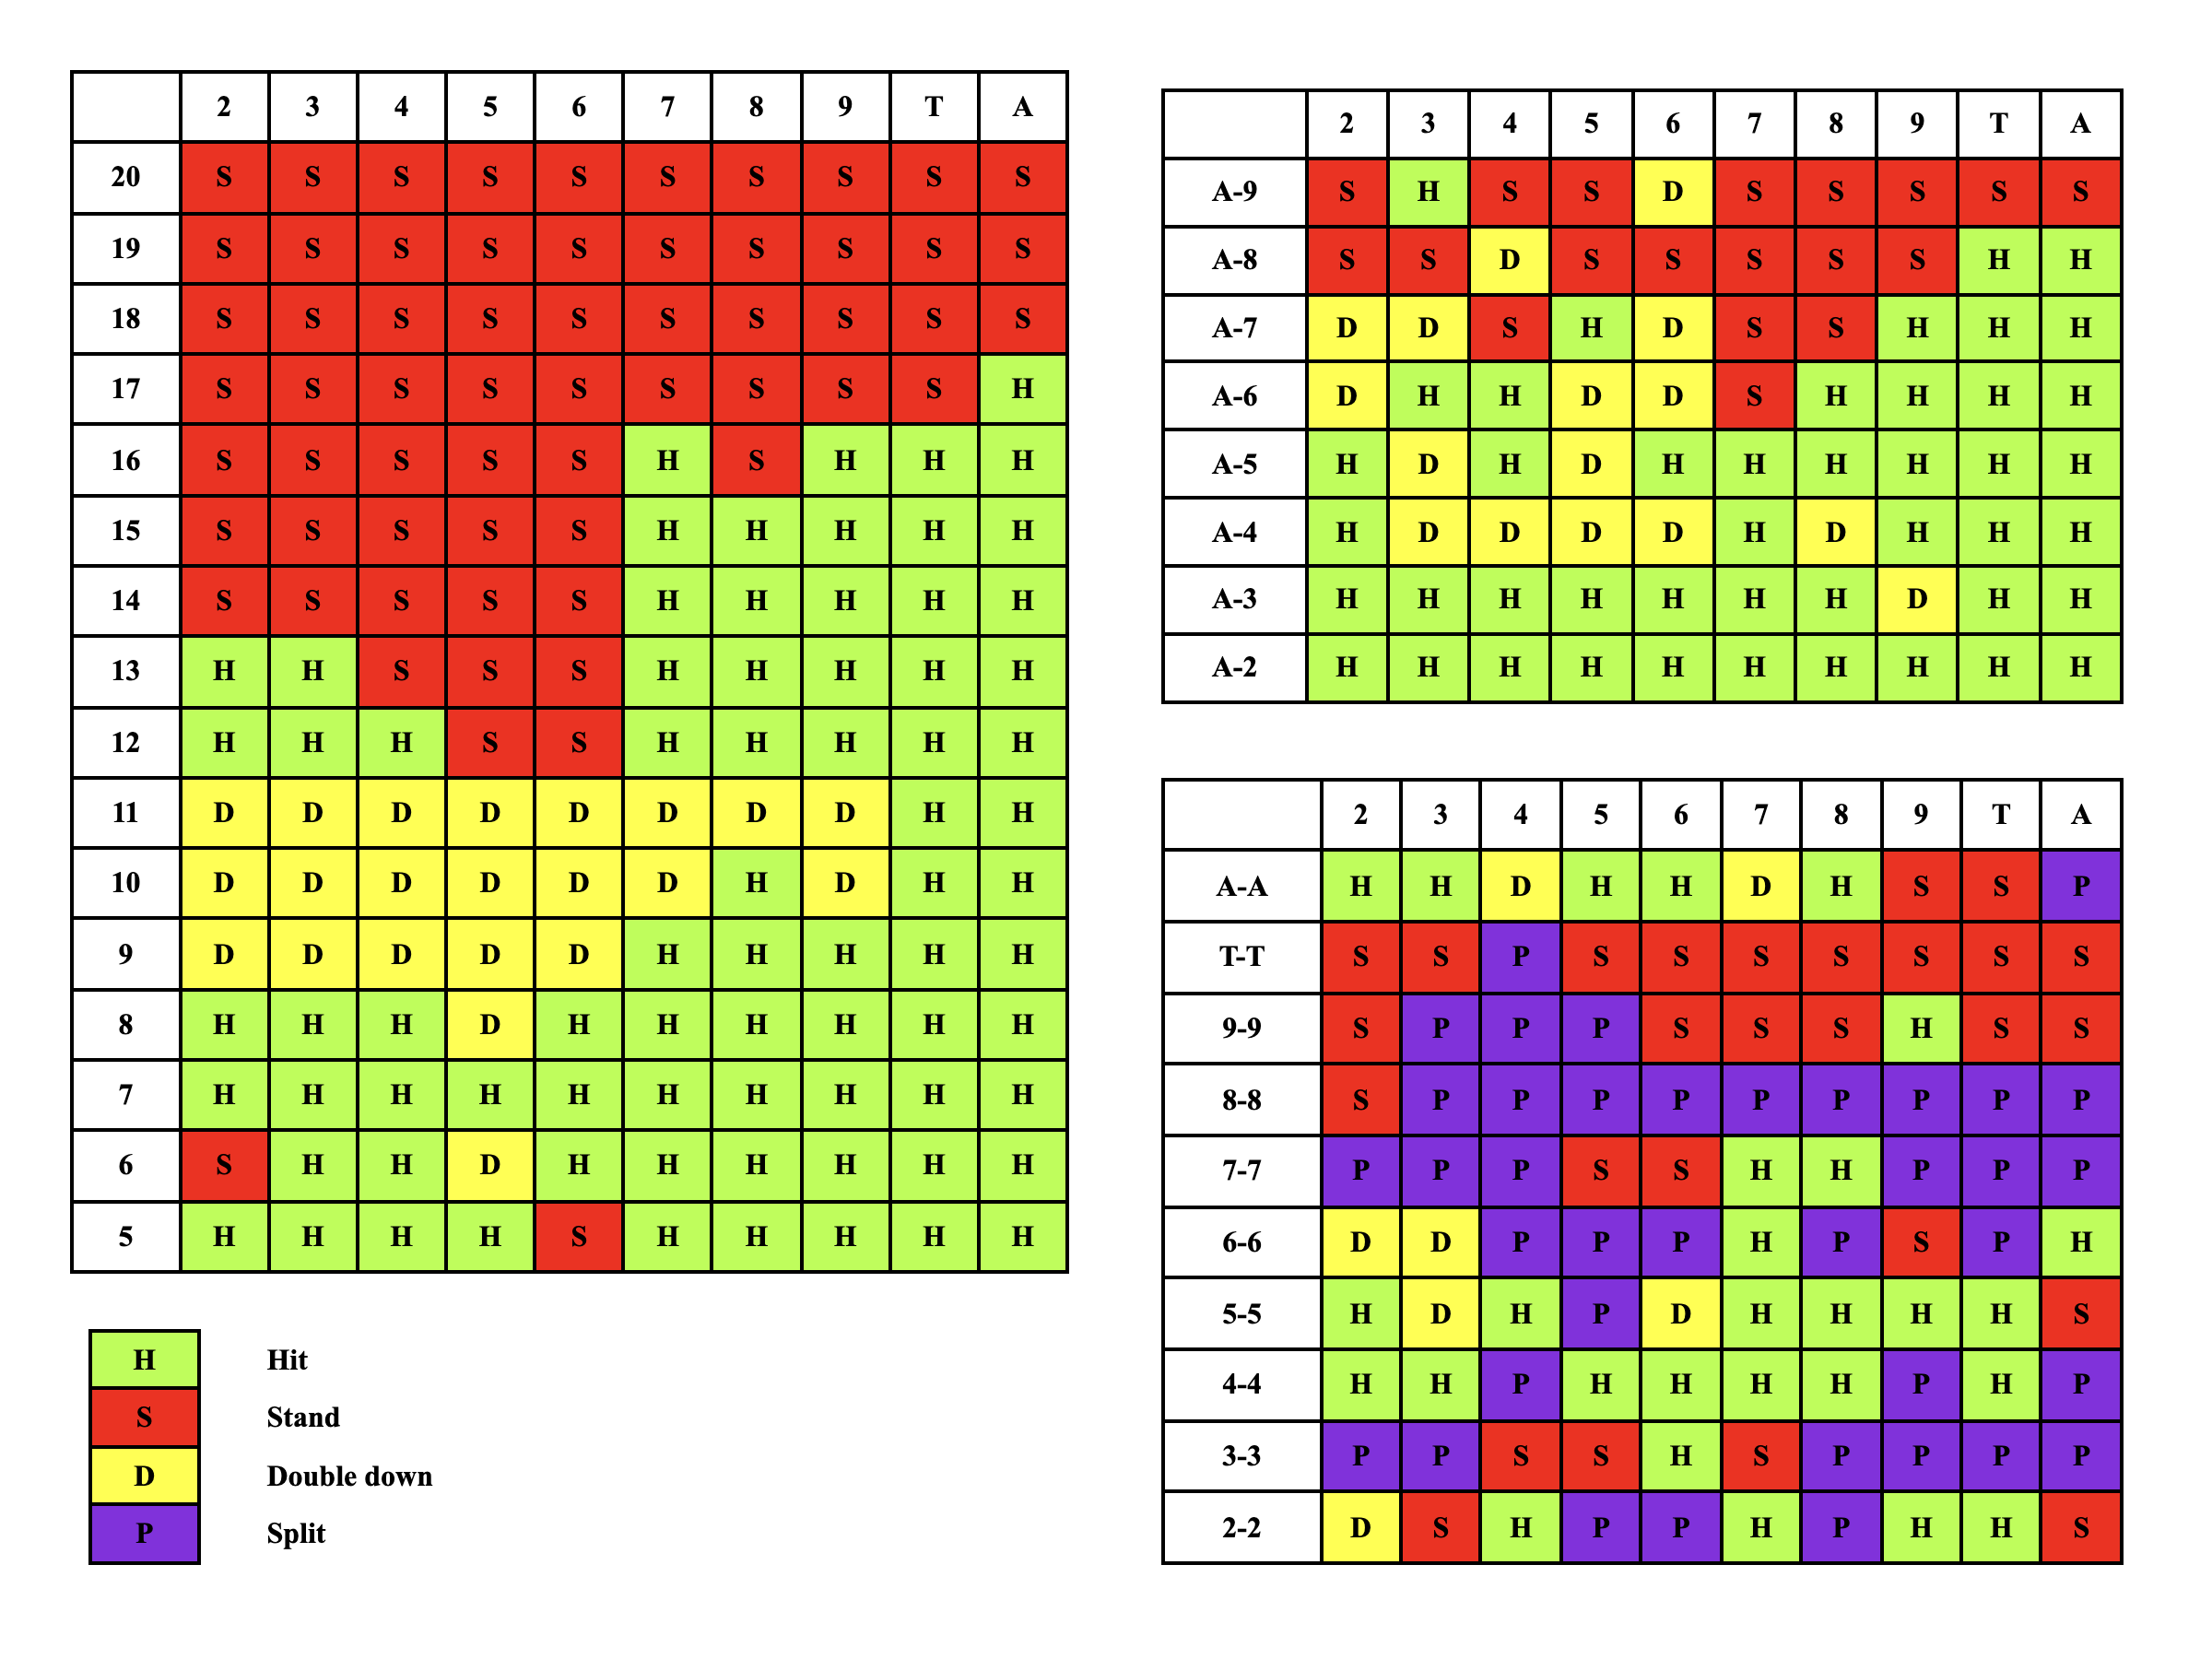 2 3 4 5 6 7 8 9 T A
20 S S S S S S S S S S
19 S S S S S S S S S S
18 S S S S S S S S S S
17 S S S S S S S S S H
16 S S S S S H S H H H
15 S S S S S H H H H H
14 S S S S S H H H H H
13 H H S S S H H H H H
12 H H H S S H H H H H
11 D D D D D D D D H H
10 D D D D D D H D H H
9 D D D D D H H H H H
8 H H H D H H H H H H
7 H H H H H H H H H H
6 S H H D H H H H H H
5 H H H H S H H H H H
H Hit
S Stand
D Double down
P Split
2 3 4 5 6 7 8 9 T A
A-9 S H S S D S S S S S
A-8 S S D S S S S S H H
A-7 D D S H D S S H H H
A-6 D H H D D S H H H H
A-5 H D H D H H H H H H
A-4 H D D D D H D H H H
A-3 H H H H H H H D H H
A-2 H H H H H H H H H H
2 3 4 5 6 7 8 9 T A
A-A H H D H H D H S S P
T-T S S P S S S S S S S
9-9 S P P P S S S H S S
8-8 S P P P P P P P P P
7-7 P P P S S H H P P P
6-6 D D P P P H P S P H
5-5 H D H P D H H H H S
4-4 H H P H H H H P H P
3-3 P P S S H S P P P P
2-2 D S H P P H P H H S